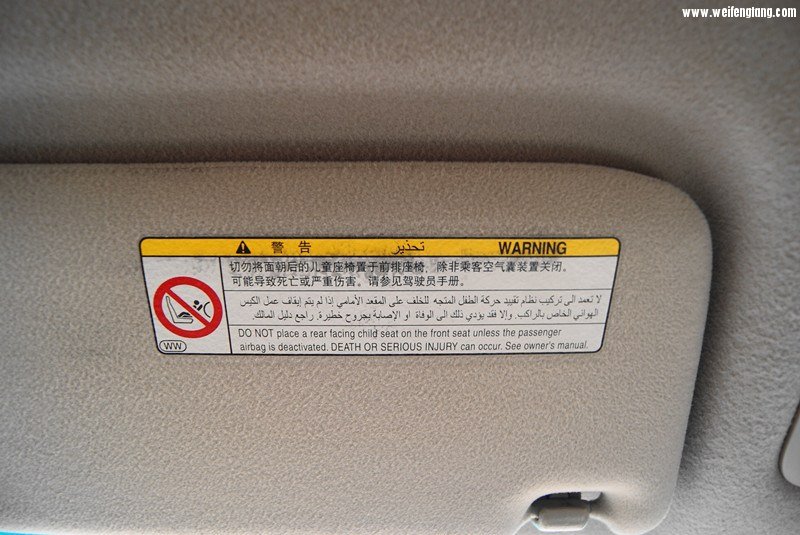 www.weifengtang.com
警 告 تحذير WARNING
切勿将面朝后的儿童座椅置于前排座椅，除非乘客空气囊装置关闭。
可能导致死亡或严重伤害。请参见驾驶员手册.
لا تعمد الى تركيب نظام تقييد حركة الطفل المتجه للخلف على المقعد الأمامي إذا لم يتم إيقاف عمل الكيس
الهوائي الخاص بالراكب. والا فقد يؤدي ذلك الى الوفاة او الإصابة بجروح خطيرة. راجع دليل المالك.
DO NOT place a rear facing child seat on the front seat unless the passenger
airbag is deactivated. DEATH OR SERIOUS INJURY can occur. See owner's manual.
WW